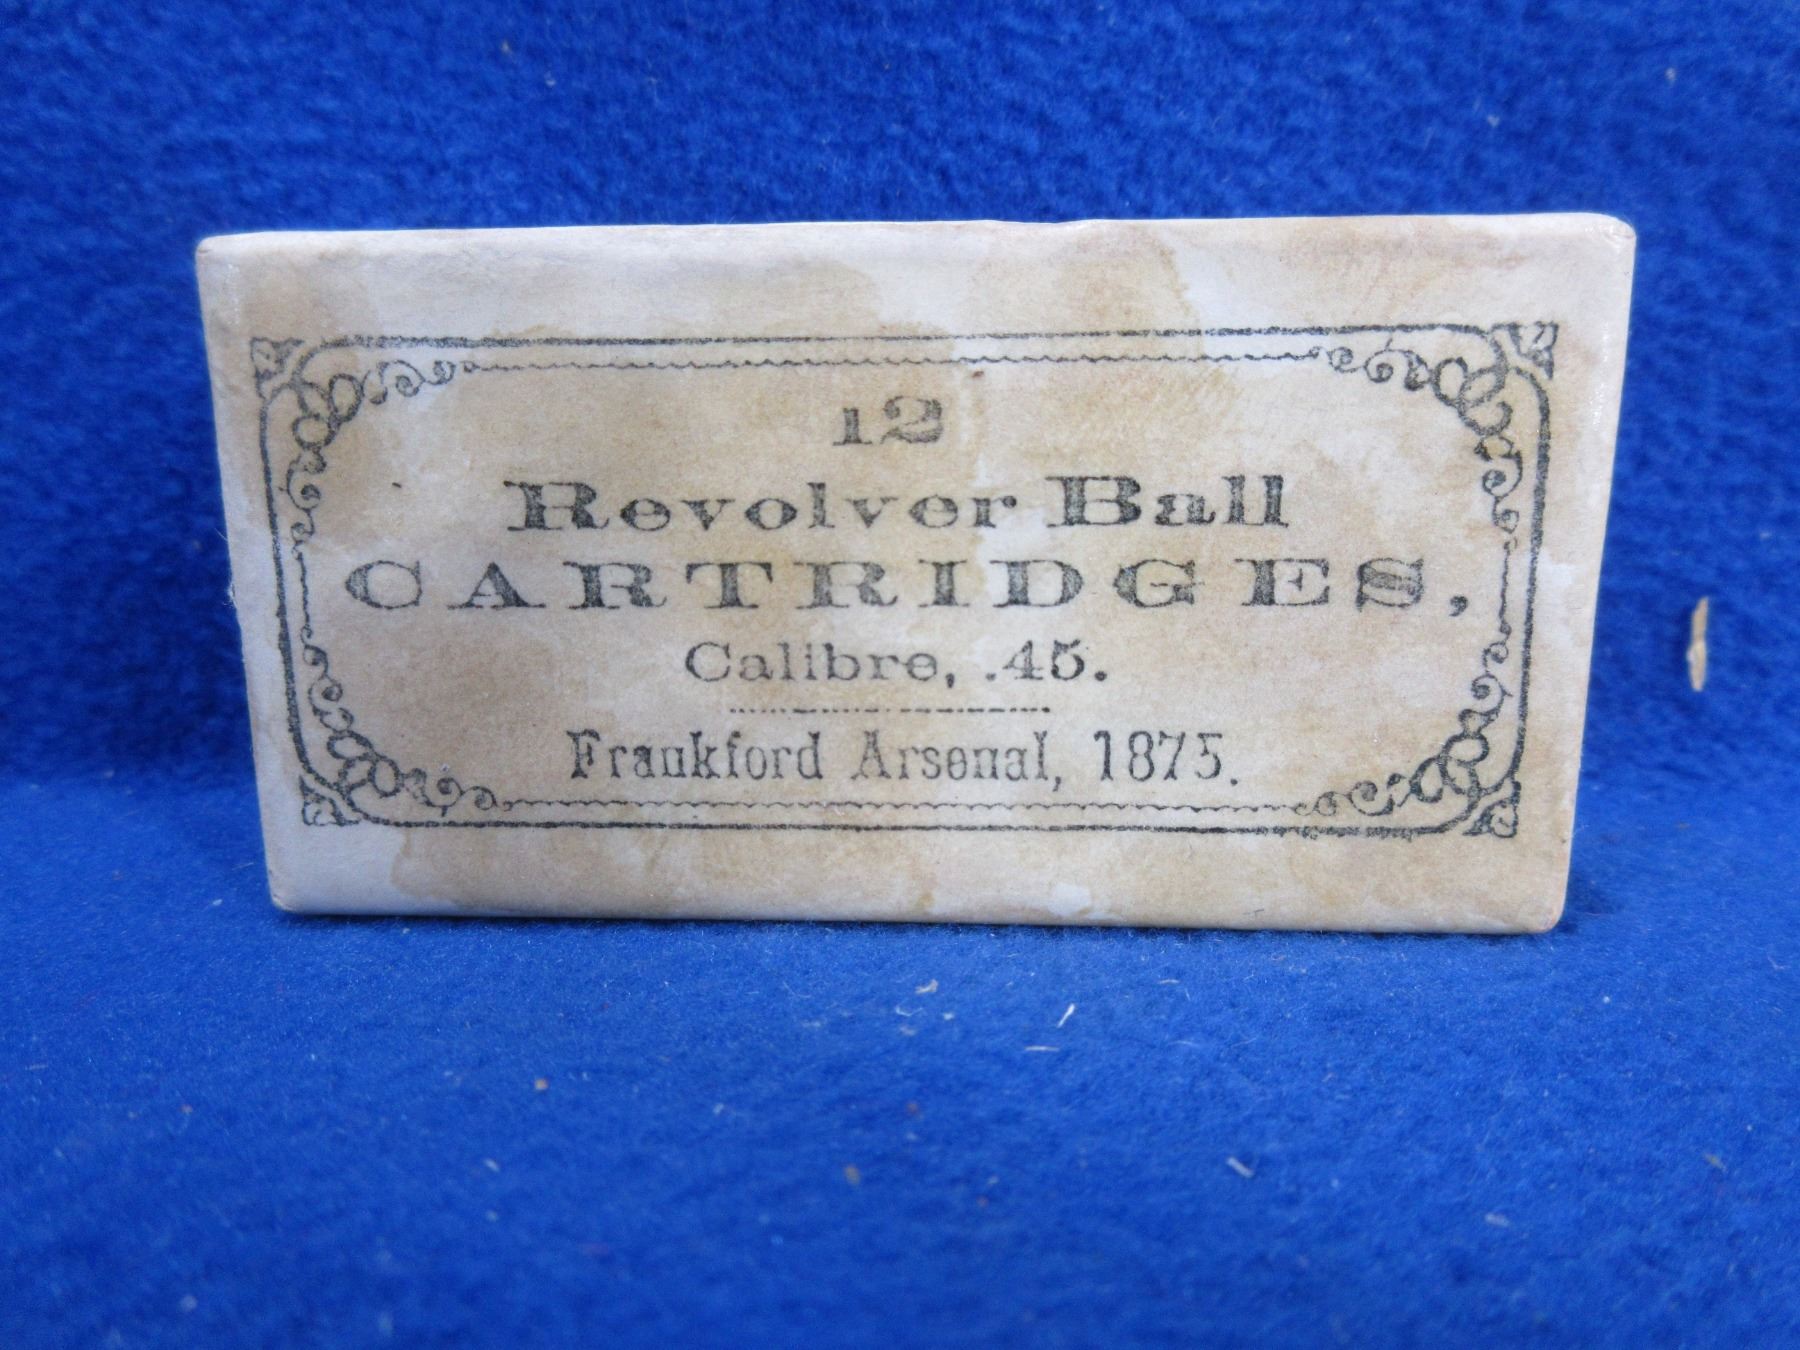 12
Revolver Ball
CARTRIDGES,
Calibre, .45.
Frankford Arsenal, 1875.